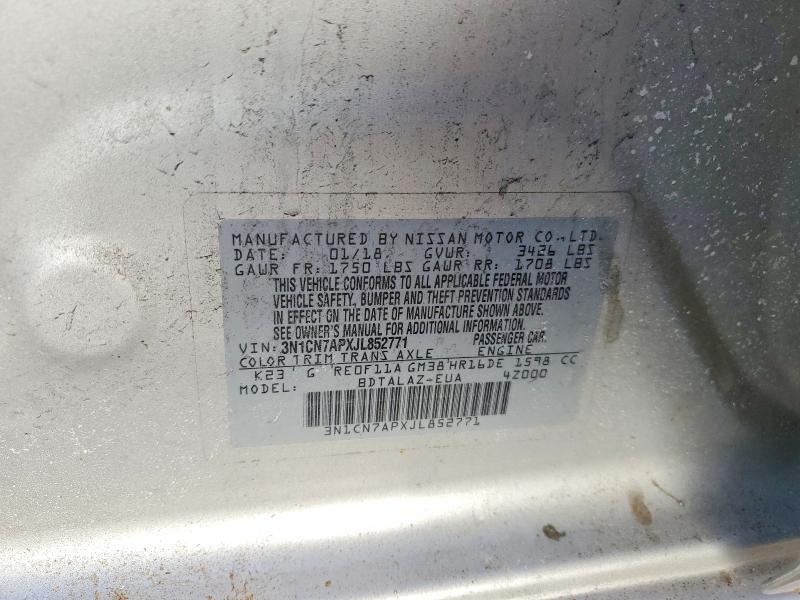 MANUFACTURED BY NISSAN MOTOR CO., LTD.
DATE: 01/18 GVWR: 3426 LBS
GAWR FR: 1750 LBS GAWR RR: 1708 LBS
THIS VEHICLE CONFORMS TO ALL APPLICABLE FEDERAL MOTOR
VEHICLE SAFETY, BUMPER AND THEFT PREVENTION STANDARDS
IN EFFECT ON THE DATE OF MANUFACTURE SHOWN ABOVE.
SEE OWNER'S MANUAL FOR ADDITIONAL INFORMATION.
VIN: 3N1CN7APXJL852771 PASSENGER CAR.
COLOR TRIM TRANS AXLE ENGINE
K23 G RE0F11A GM38 HR16DE 1598 CC
MODEL: BDTALAZ-EUA 4Z000
3N1CN7APXJL852771